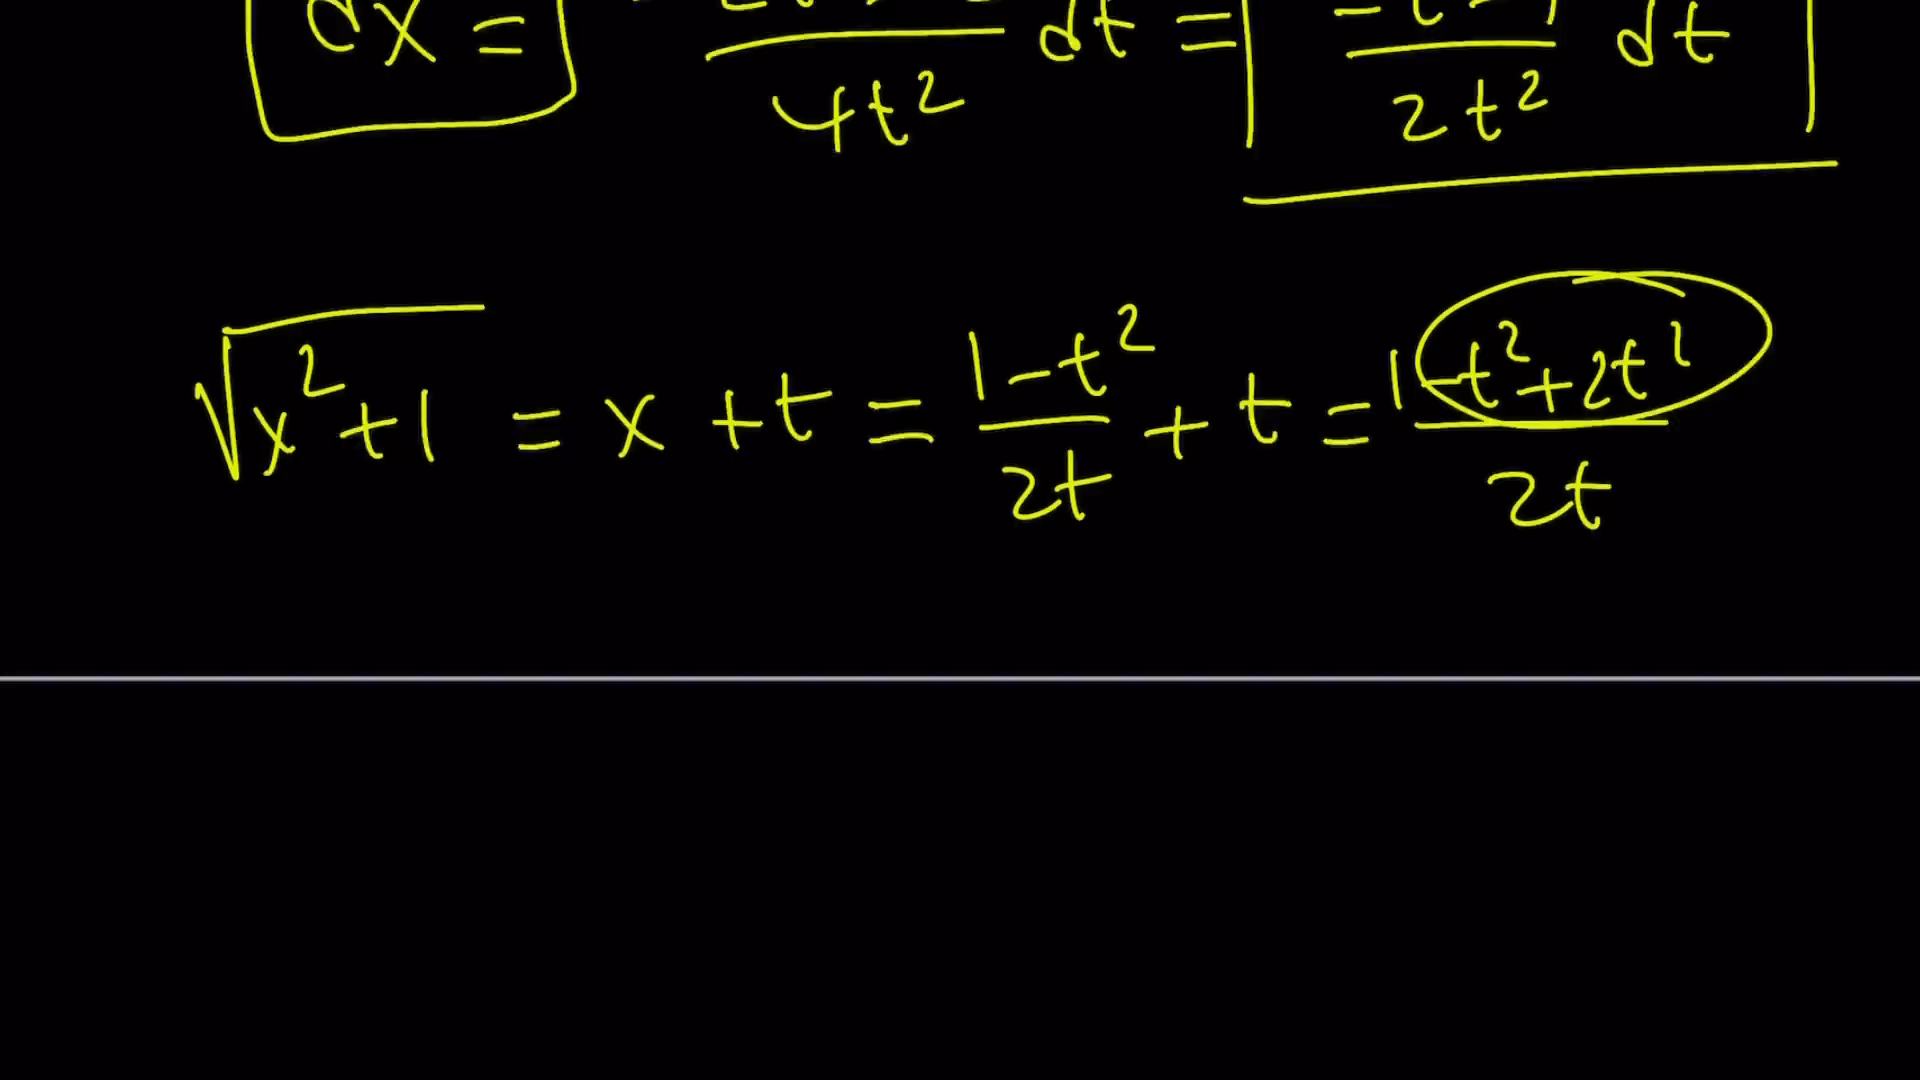 dx = dt = dt
4t² 2t²
√x²+1 = x + t = 1-t²/2t + t = 1-t²+2t²/2t